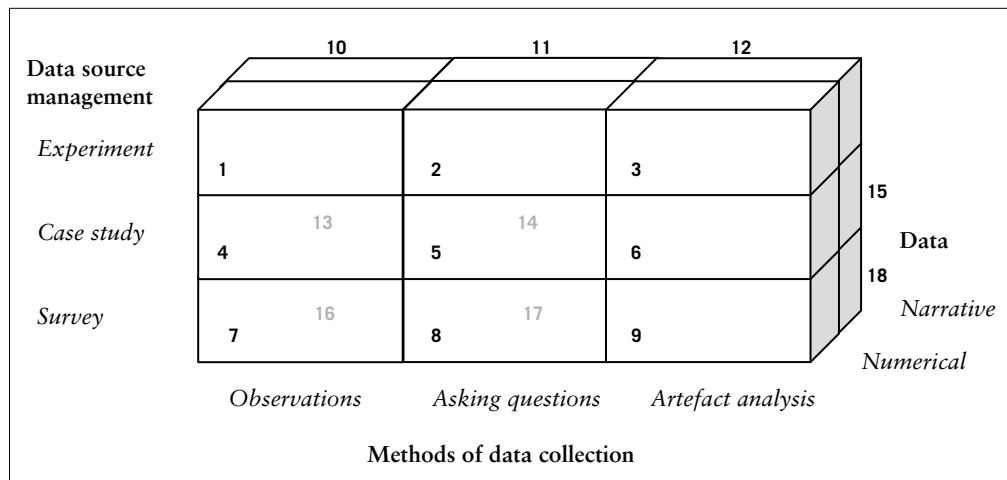 10 11 12
Data source
management
Experiment
1 2 3
15
13 14
Case study
Data
4 5 6
18
16 17
Survey
Narrative
7 8 9
Numerical
Observations Asking questions Artefact analysis
Methods of data collection